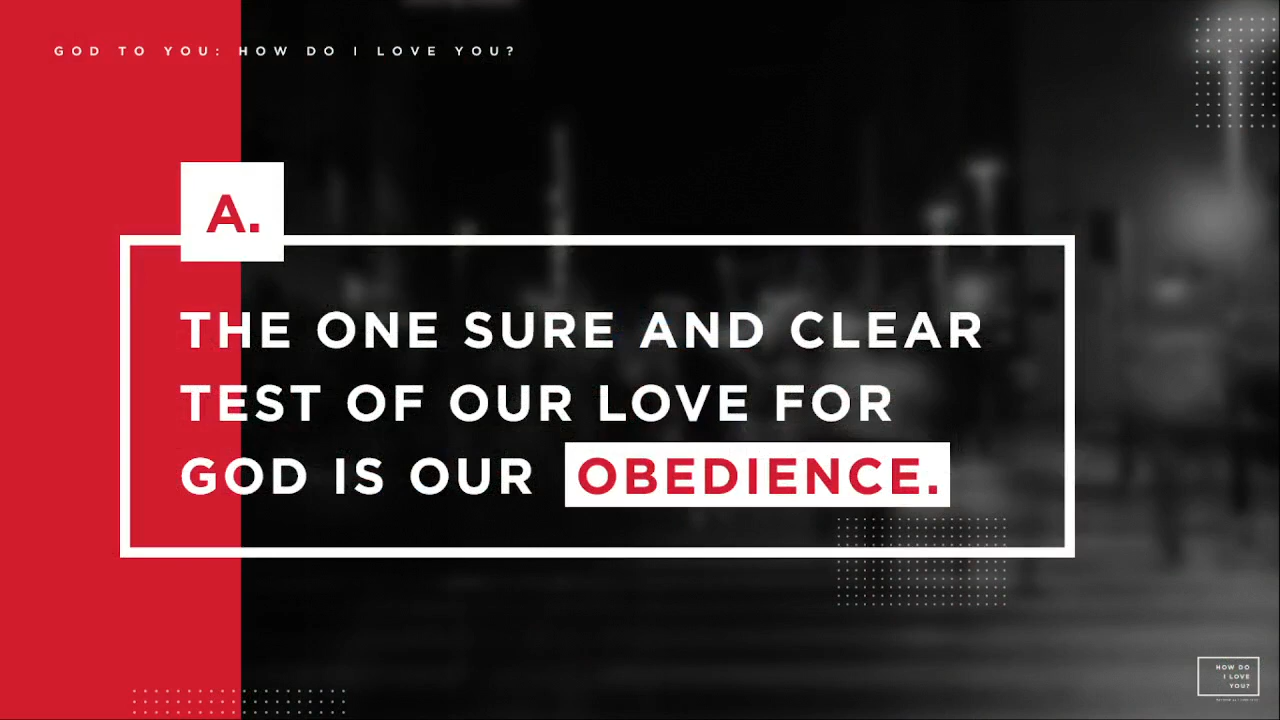 GOD TO YOU: HOW DO I LOVE YOU?
A.
THE ONE SURE AND CLEAR
TEST OF OUR LOVE FOR
GOD IS OUR OBEDIENCE.
HOW DO
I LOVE
YOU?